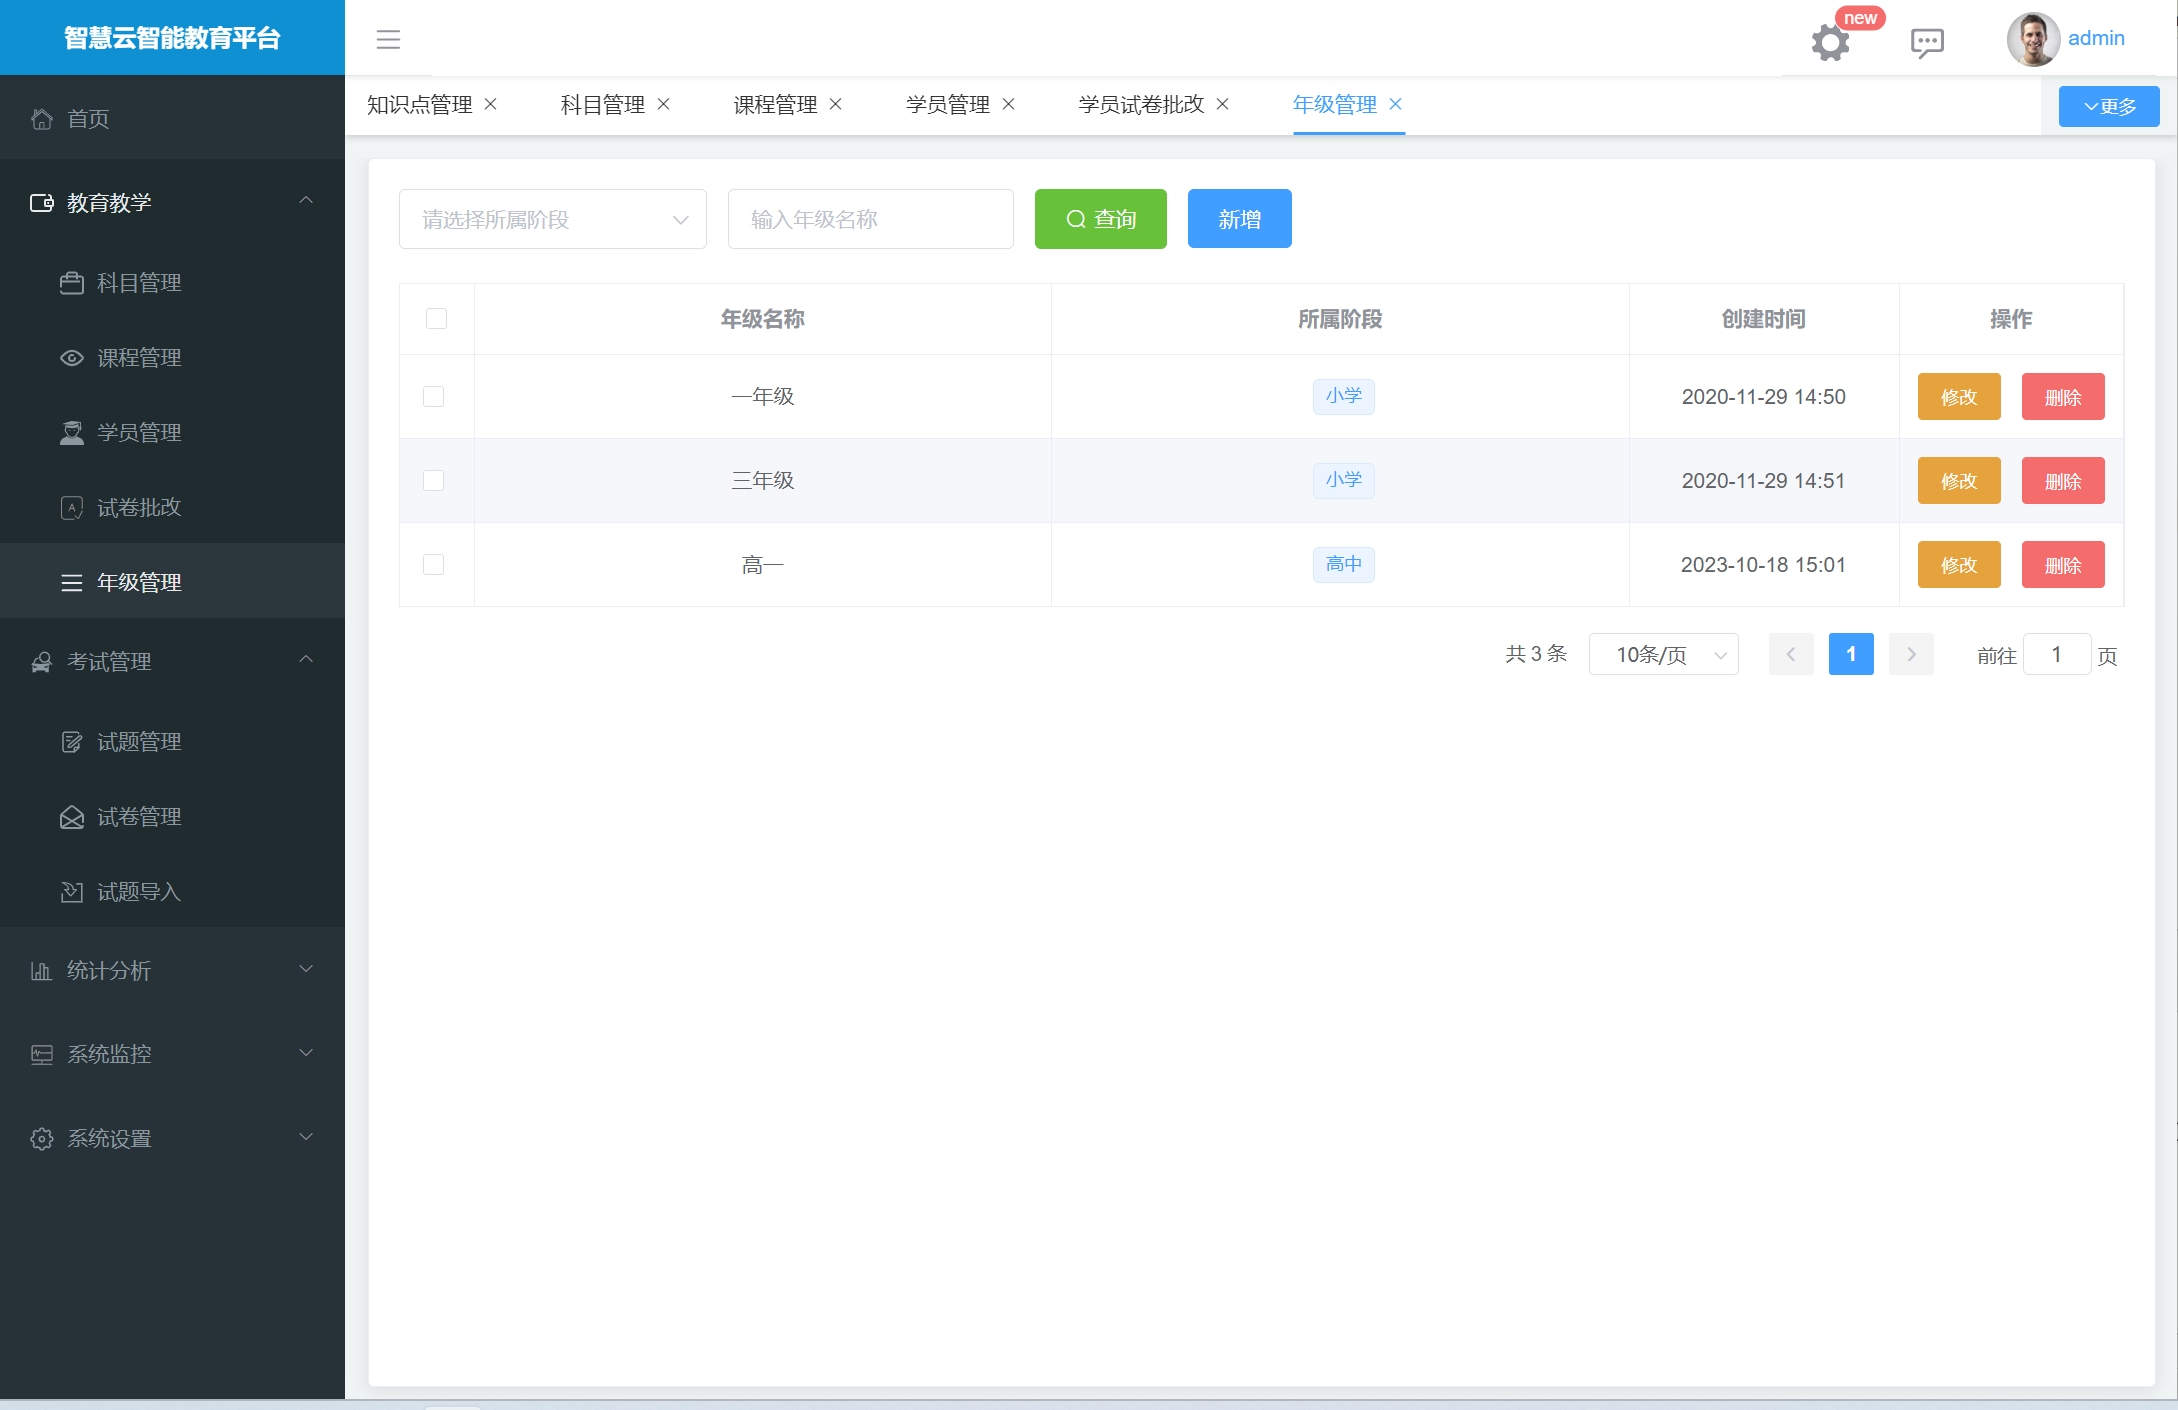 智慧云智能教育平台
new
admin
首页
教育教学
科目管理
课程管理
学员管理
试卷批改
年级管理
考试管理
试题管理
试卷管理
试题导入
统计分析
系统监控
系统设置
知识点管理 科目管理 课程管理 学员管理 学员试卷批改 年级管理 更多
请选择所属阶段 输入年级名称 查询 新增
年级名称 所属阶段 创建时间 操作
一年级 小学 2020-11-29 14:50 修改 删除
三年级 小学 2020-11-29 14:51 修改 删除
高一 高中 2023-10-18 15:01 修改 删除
共 3 条 10条/页 1 前往 1 页